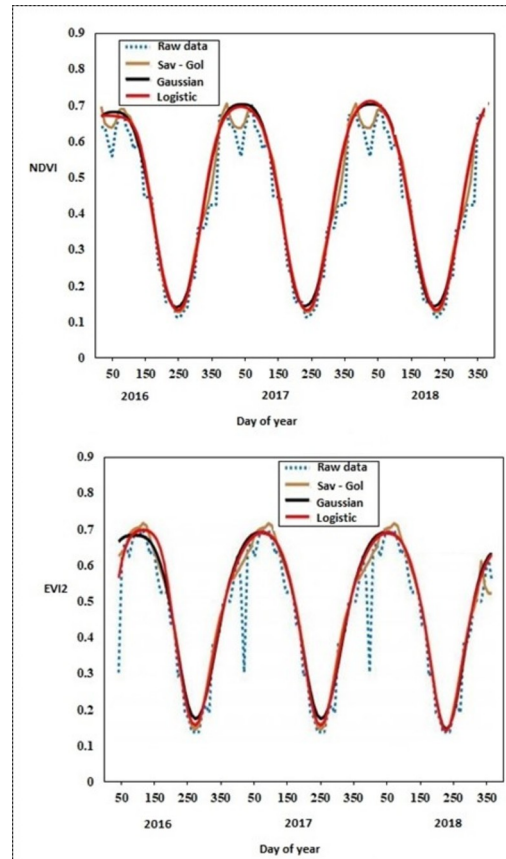 0.9
0.8
0.7
0.6
NDVI
0.5
0.4
0.3
0.2
0.1
0
Raw data
Sav - Gol
Gaussian
Logistic
50 150 250 350 50 150 250 350 50 150 250 350
2016 2017 2018
Day of year
0.9
0.8
0.7
0.6
EVI2
0.5
0.4
0.3
0.2
0.1
0
Raw data
Sav - Gol
Gaussian
Logistic
50 150 250 350 50 150 250 350 50 150 230 350
2016 2017 2018
Day of year